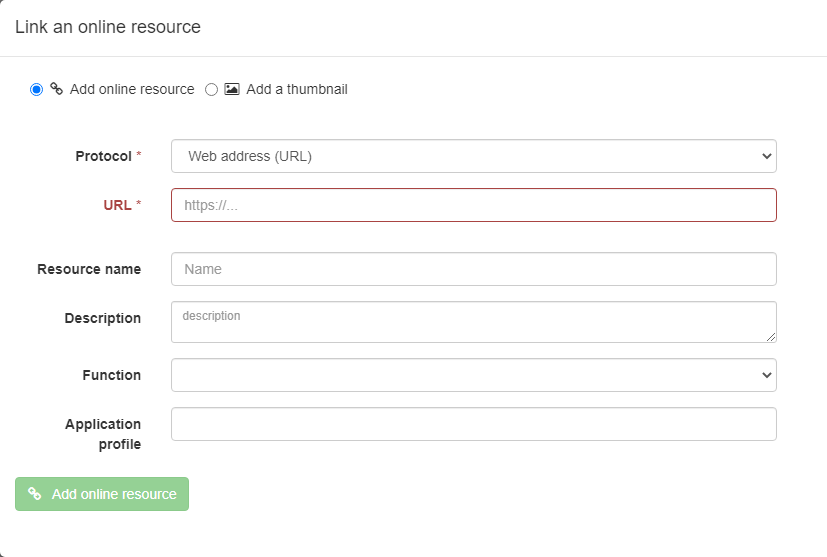 Link an online resource
Add online resource Add a thumbnail
Protocol * Web address (URL)
URL * https://...
Resource name Name
Description description
Function
Application
profile
Add online resource